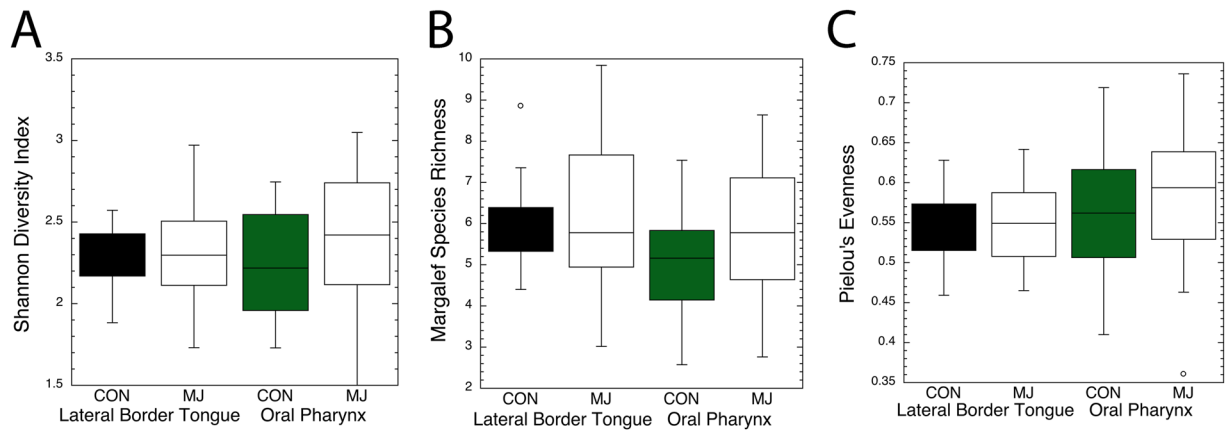 A
Shannon Diversity Index
3.5
3
2.5
2
1.5
CON MJ CON MJ
Lateral Border Tongue Oral Pharynx
B
Margalef Species Richness
10
9
8
7
6
5
4
3
2
CON MJ CON MJ
Lateral Border Tongue Oral Pharynx
C
Pielou's Evenness
0.75
0.7
0.65
0.6
0.55
0.5
0.45
0.4
0.35
CON MJ CON MJ
Lateral Border Tongue Oral Pharynx